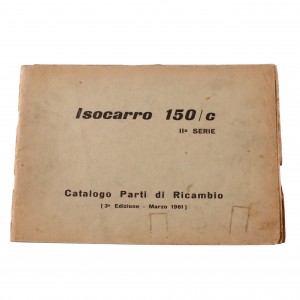 Isocarro 150/c
IIª SERIE
Catalogo Parti di Ricambio
(3ª Edizione - Marzo 1961)